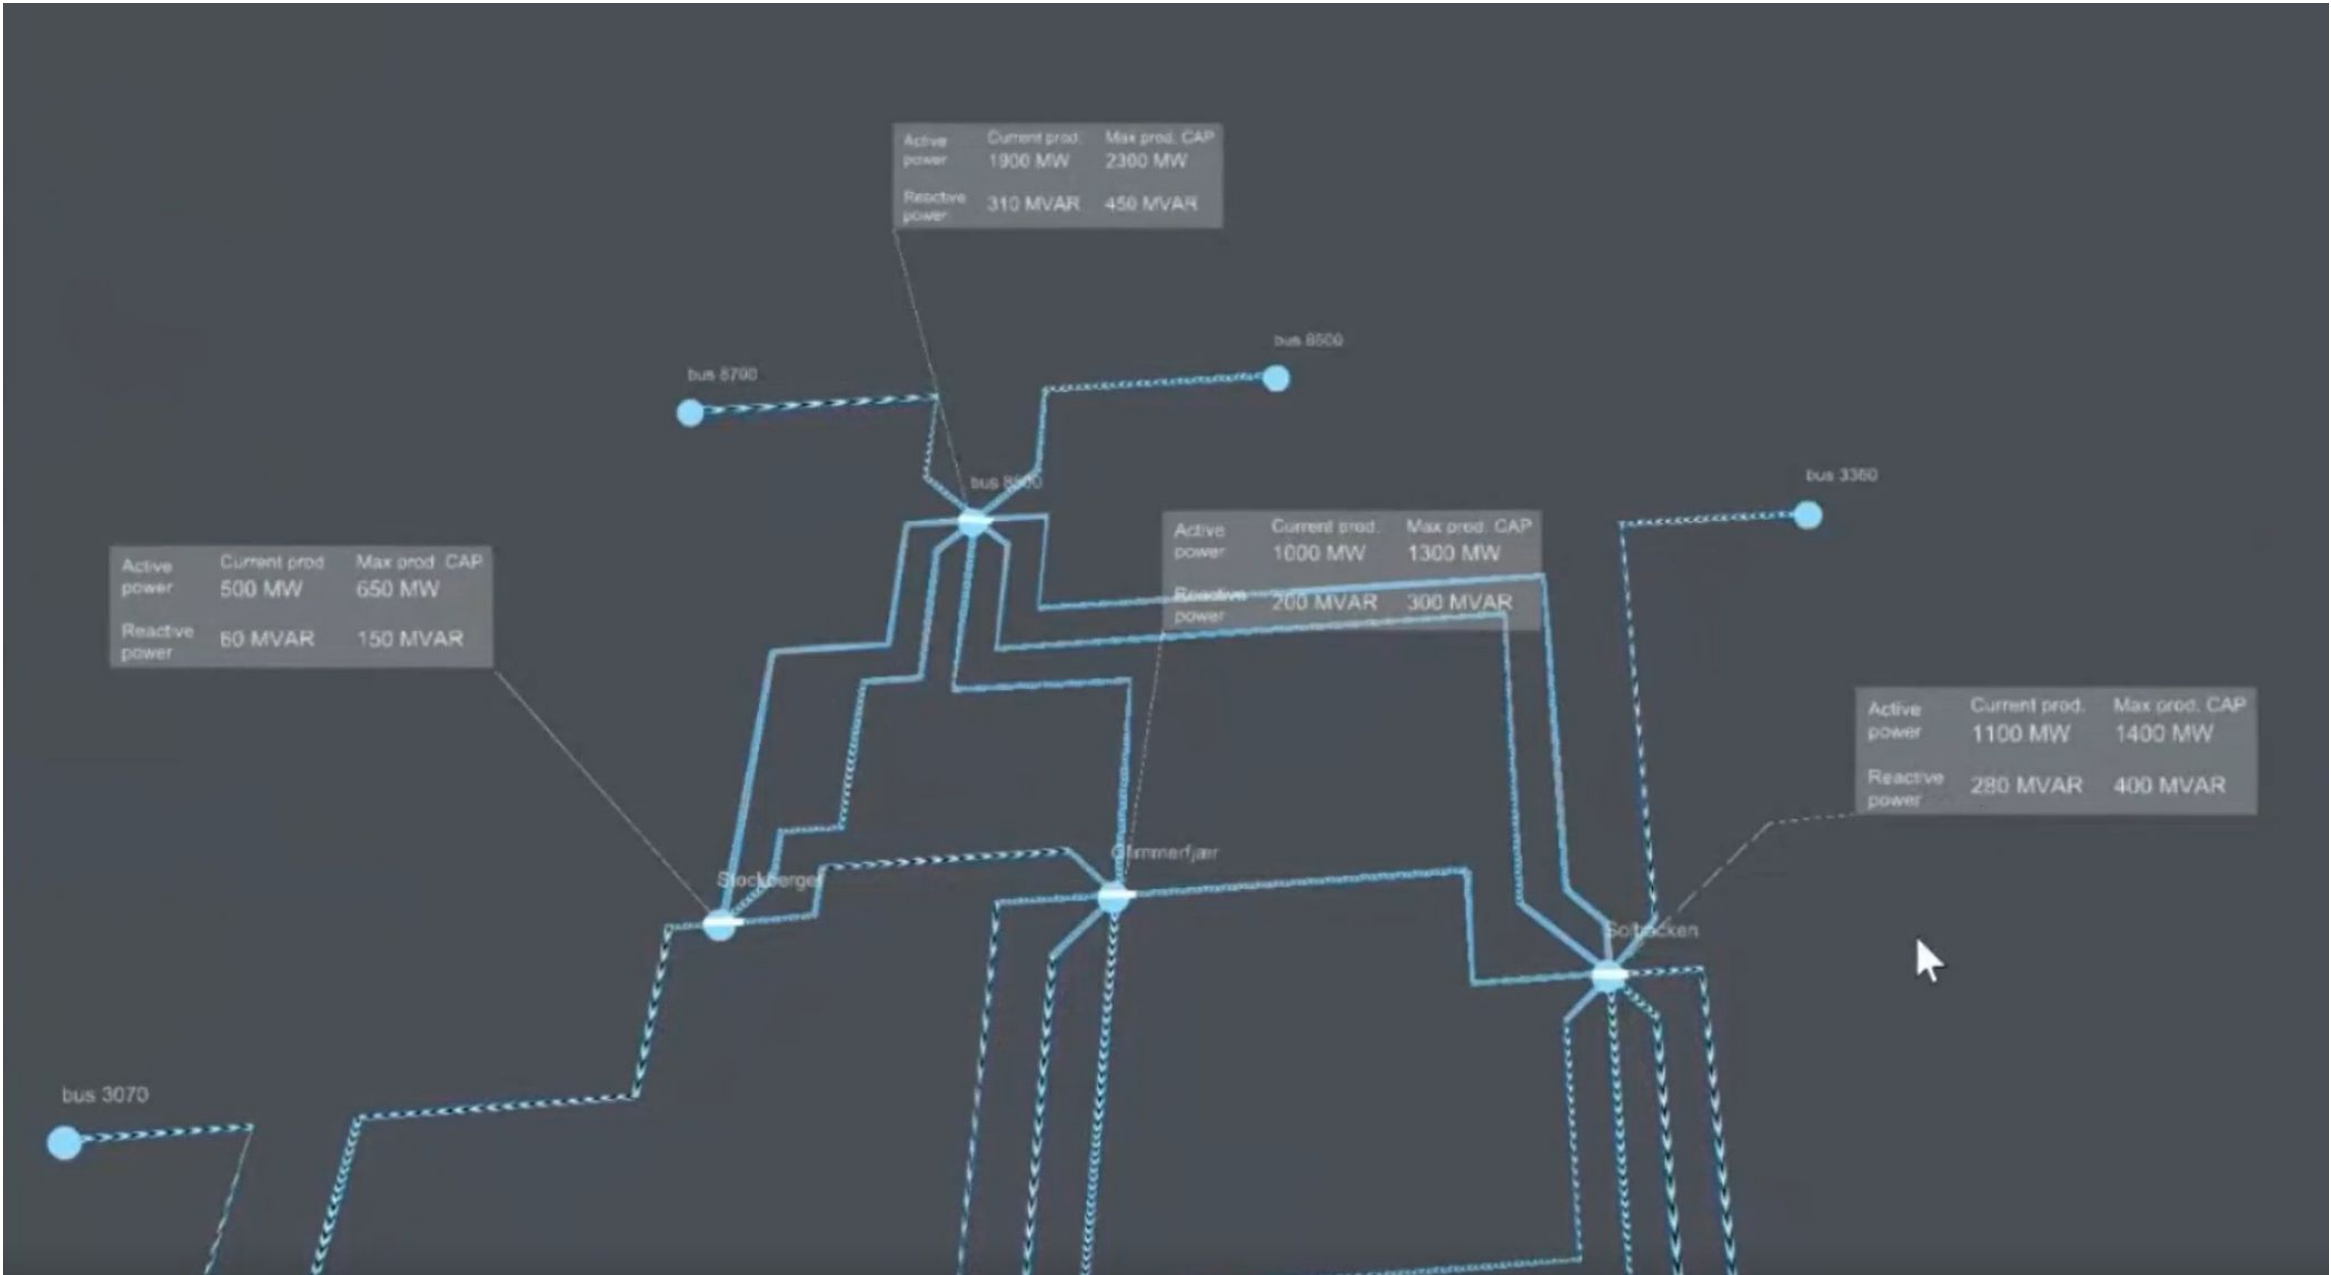 Active power Current prod. Max prod. CAP
1900 MW 2300 MW
Reactive power 310 MVAR 450 MVAR
bus 8500
bus 8700
bus 3360
bus
Active power Current prod. Max prod. CAP
1000 MW 1300 MW
Reactive power 200 MVAR 300 MVAR
Active power Current prod Max prod. CAP
500 MW 650 MW
Reactive power 60 MVAR 150 MVAR
Active power Current prod. Max prod. CAP
1100 MW 1400 MW
Reactive power 280 MVAR 400 MVAR
bus 3070